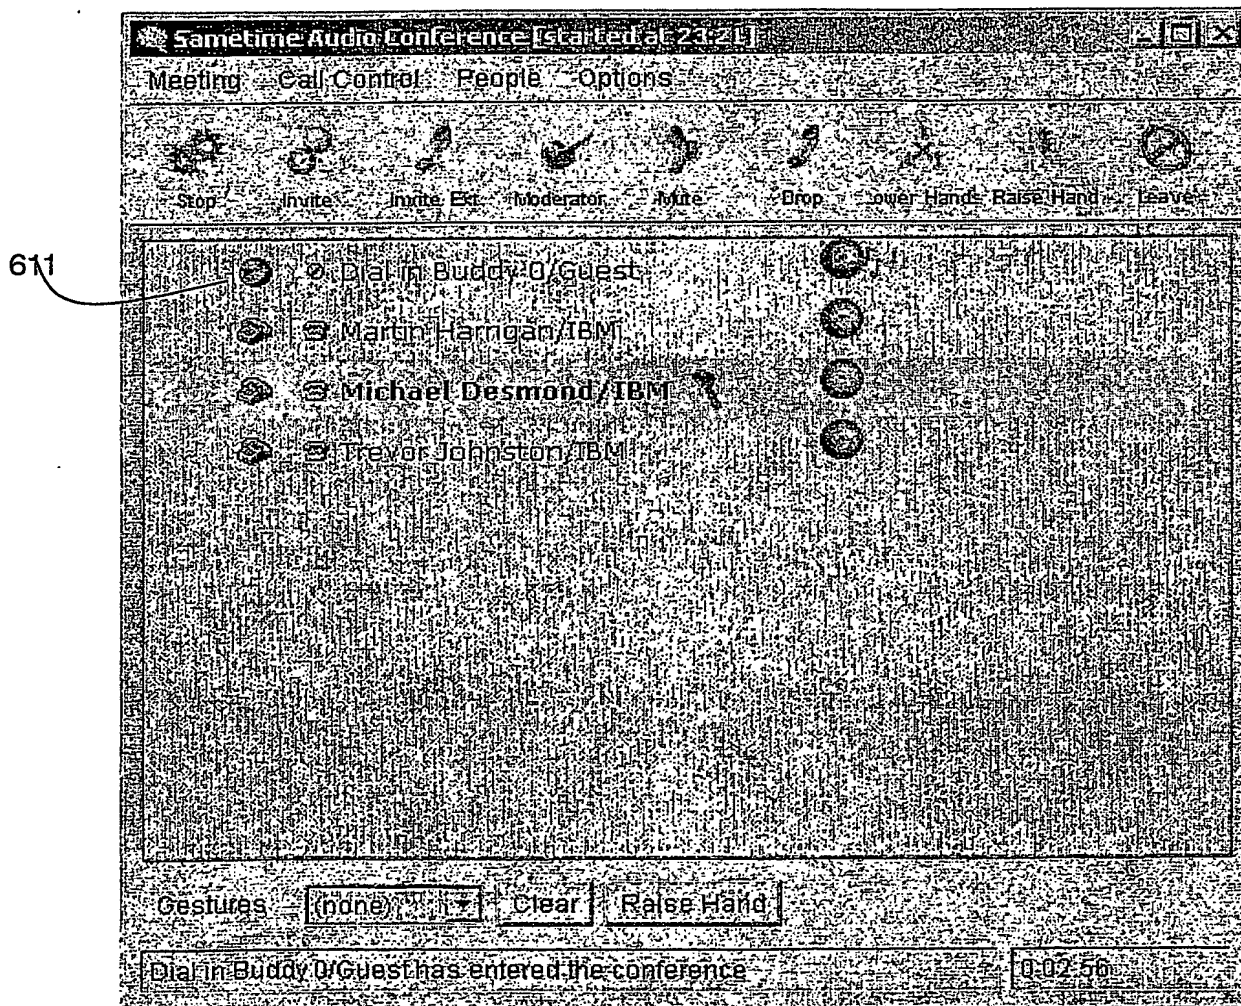 Sametime Audio Conference [started at 23:21]
Meeting Call Control People Options
Stop Invite Invite Ext. Moderator Mute Drop ower Hands Raise Hand Leave
611
Dial in Buddy 0/Guest
Martin Harrigan/IBM
Michael Desmond/IBM
Trevor Johnston/IBM
Gestures (none) Clear Raise Hand
Dial in Buddy 0/Guest has entered the conference 0:02:56